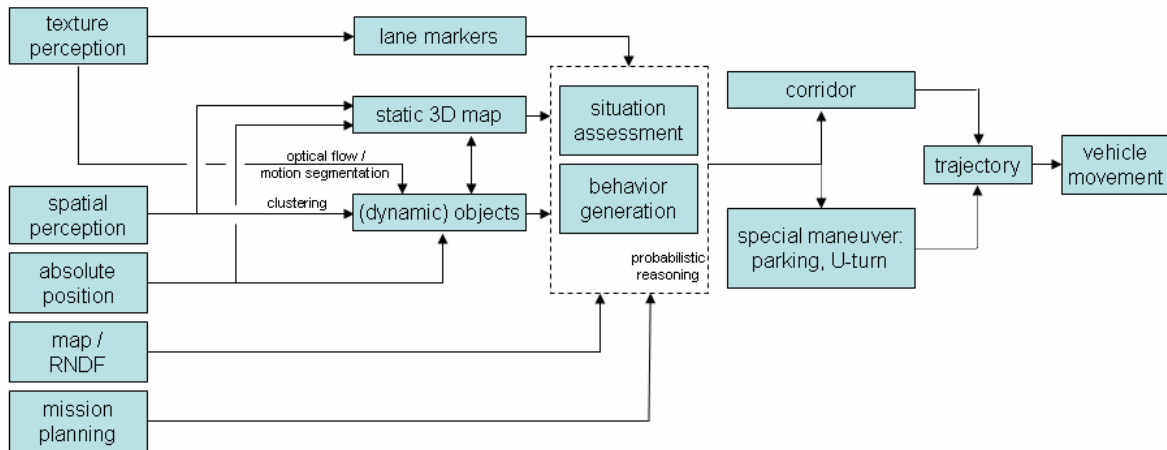 texture
perception
lane markers
static 3D map
optical flow /
motion segmentation
spatial
perception
clustering
(dynamic) objects
absolute
position
map /
RNDF
mission
planning
situation
assessment
behavior
generation
probabilistic
reasoning
corridor
special maneuver:
parking, U-turn
trajectory
vehicle
movement